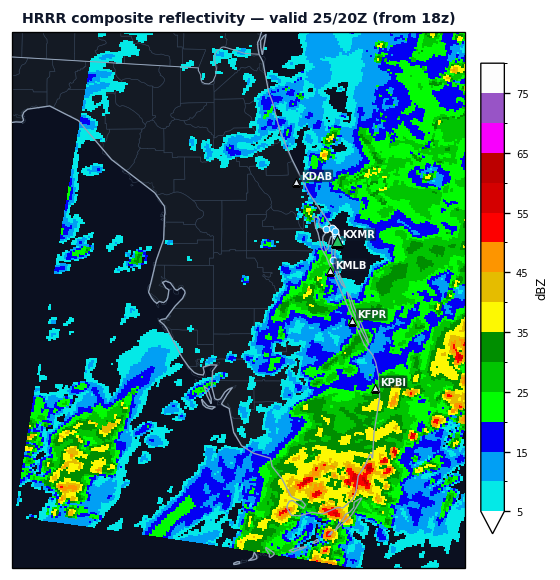 HRRR composite reflectivity — valid 25/20Z (from 18z)
KDAB
KXMR
KMLB
KFPR
KPBI
75
65
55
45
35
25
15
5
dBZ